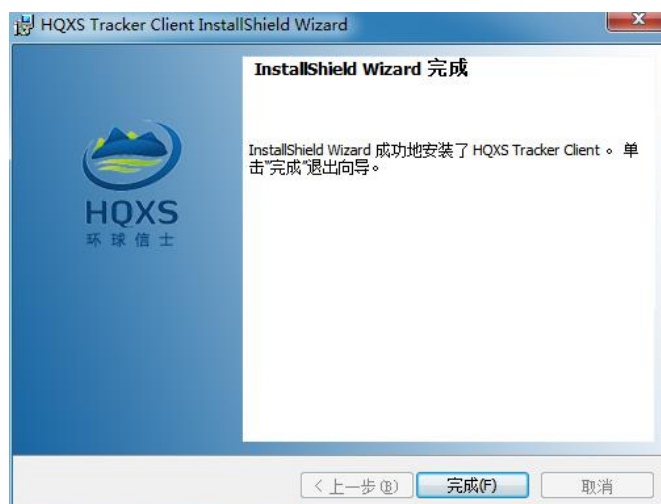 HQXS Tracker Client InstallShield Wizard
InstallShield Wizard 完成
InstallShield Wizard 成功地安装了 HQXS Tracker Client 。 单
击"完成"退出向导。
HQXS
环球信士
< 上一步(B)
完成(F)
取消